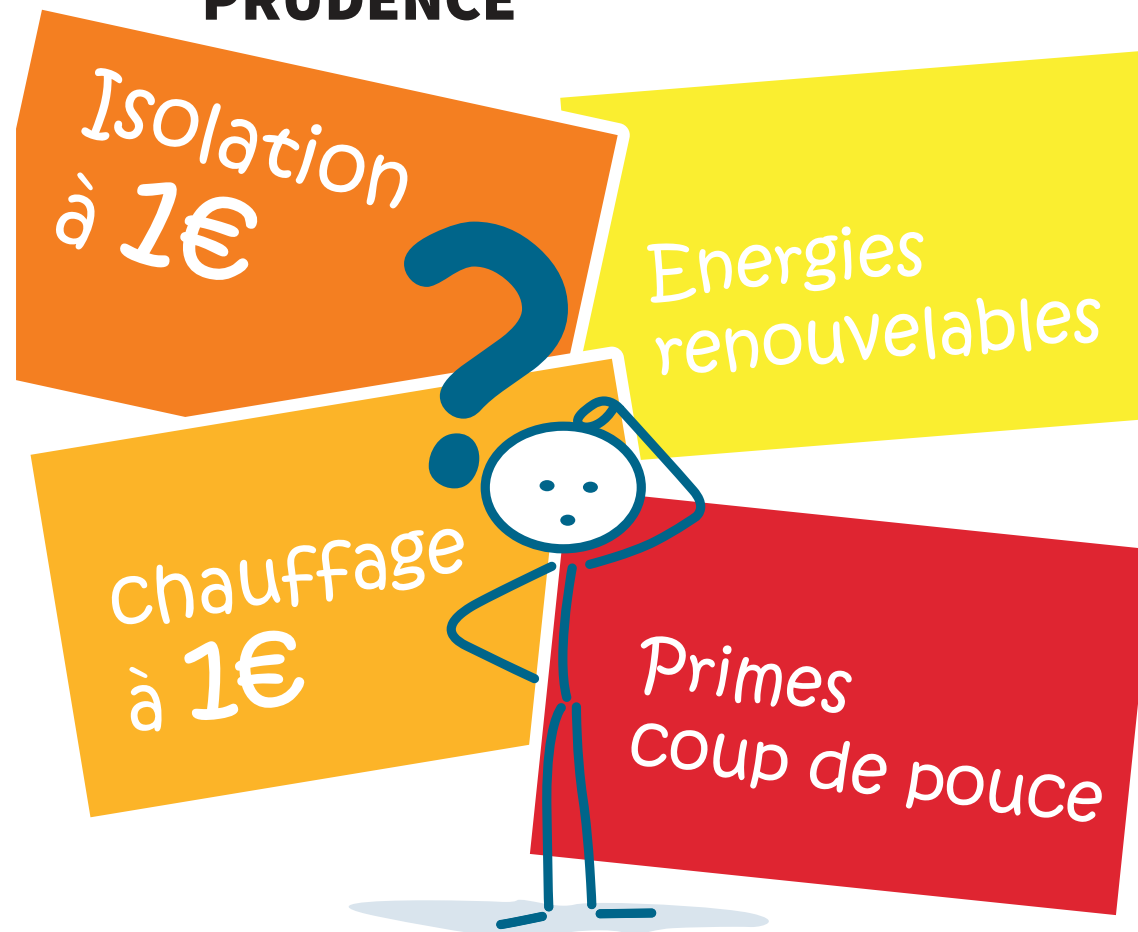 PRUDENCE
Isolation
à 1€
Energies
renouvelables
chauffage
à 1€
Primes
coup de pouce